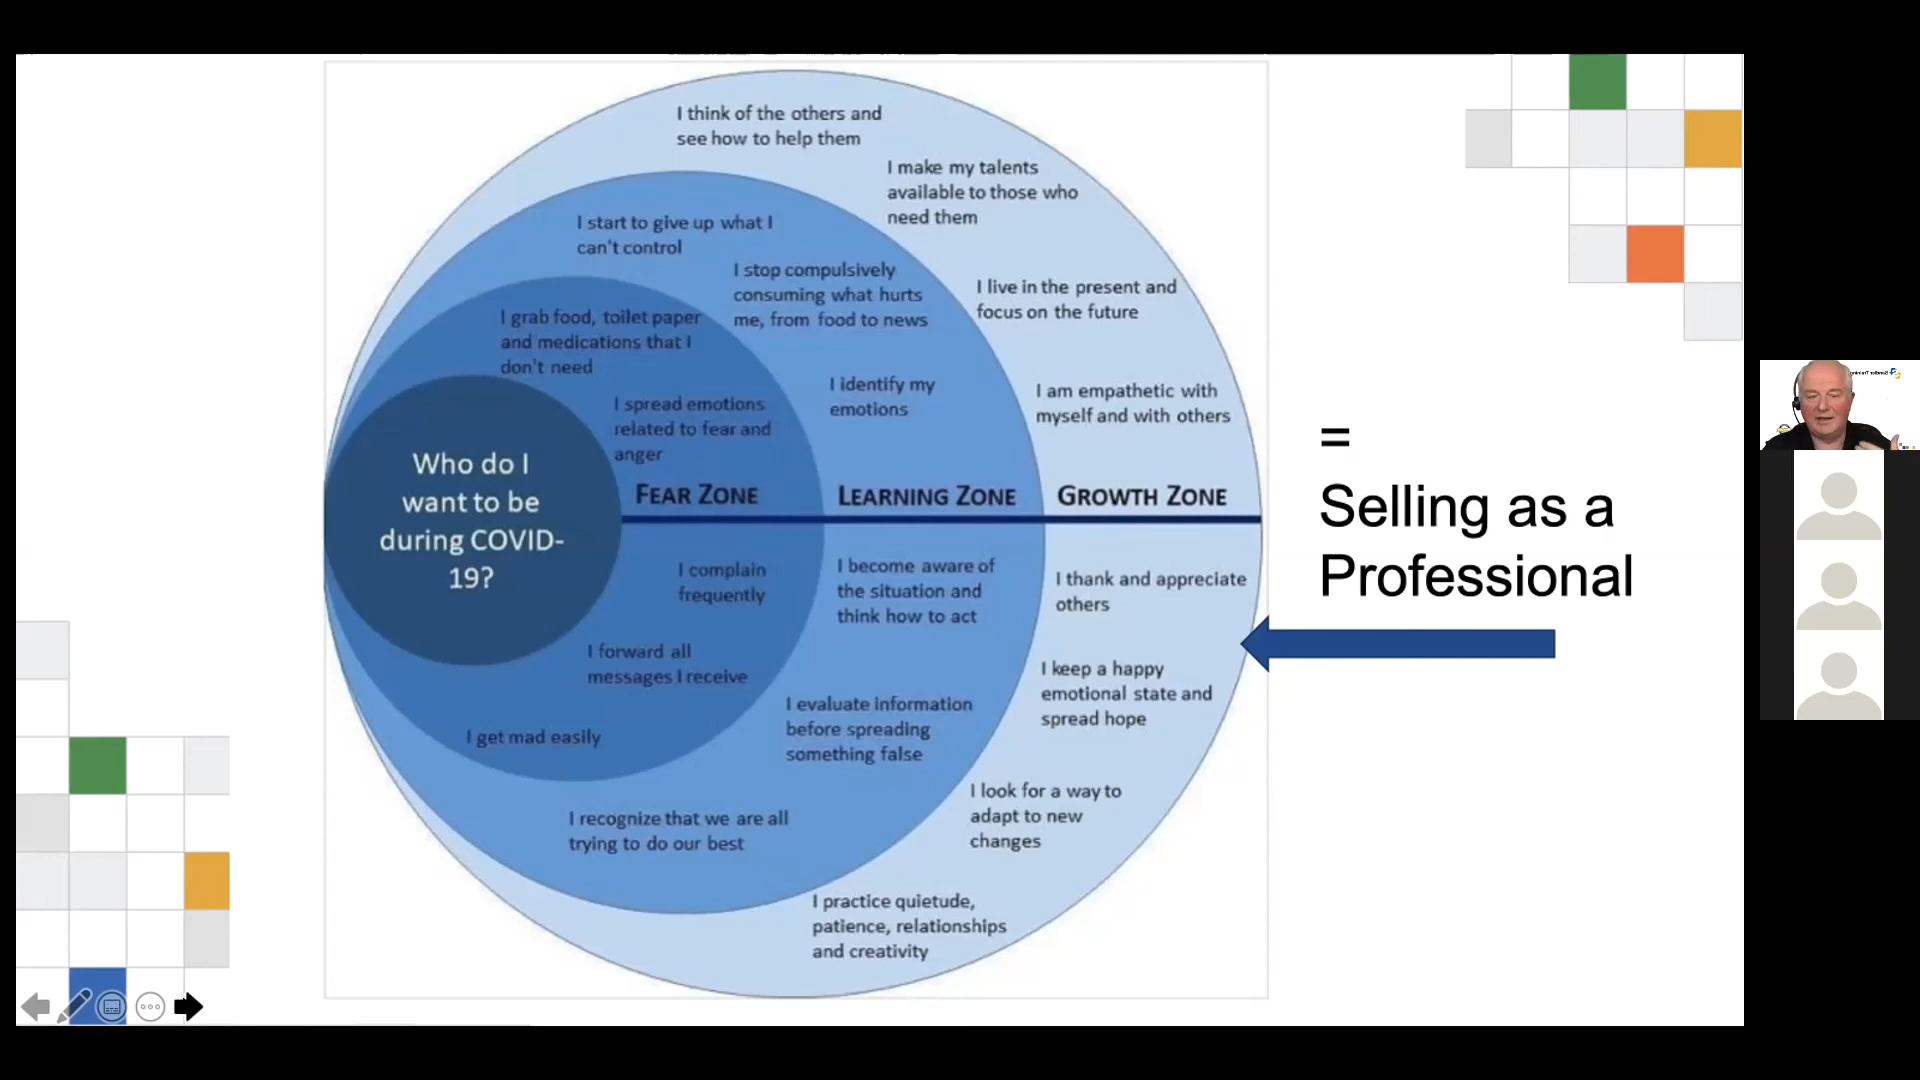 I think of the others and
see how to help them
I make my talents
available to those who
need them
I start to give up what I
can't control
I stop compulsively
consuming what hurts
me, from food to news
I live in the present and
focus on the future
I grab food, toilet paper
and medications that I
don't need
I identify my
emotions
I am empathetic with
myself and with others
I spread emotions
related to fear and
anger
Who do I
want to be
during COVID-
19?
FEAR ZONE
LEARNING ZONE
GROWTH ZONE
=
Selling as a
Professional
I complain
frequently
I become aware of
the situation and
think how to act
I thank and appreciate
others
I forward all
messages I receive
I keep a happy
emotional state and
spread hope
I evaluate information
before spreading
something false
I get mad easily
I look for a way to
adapt to new
changes
I recognize that we are all
trying to do our best
I practice quietude,
patience, relationships
and creativity